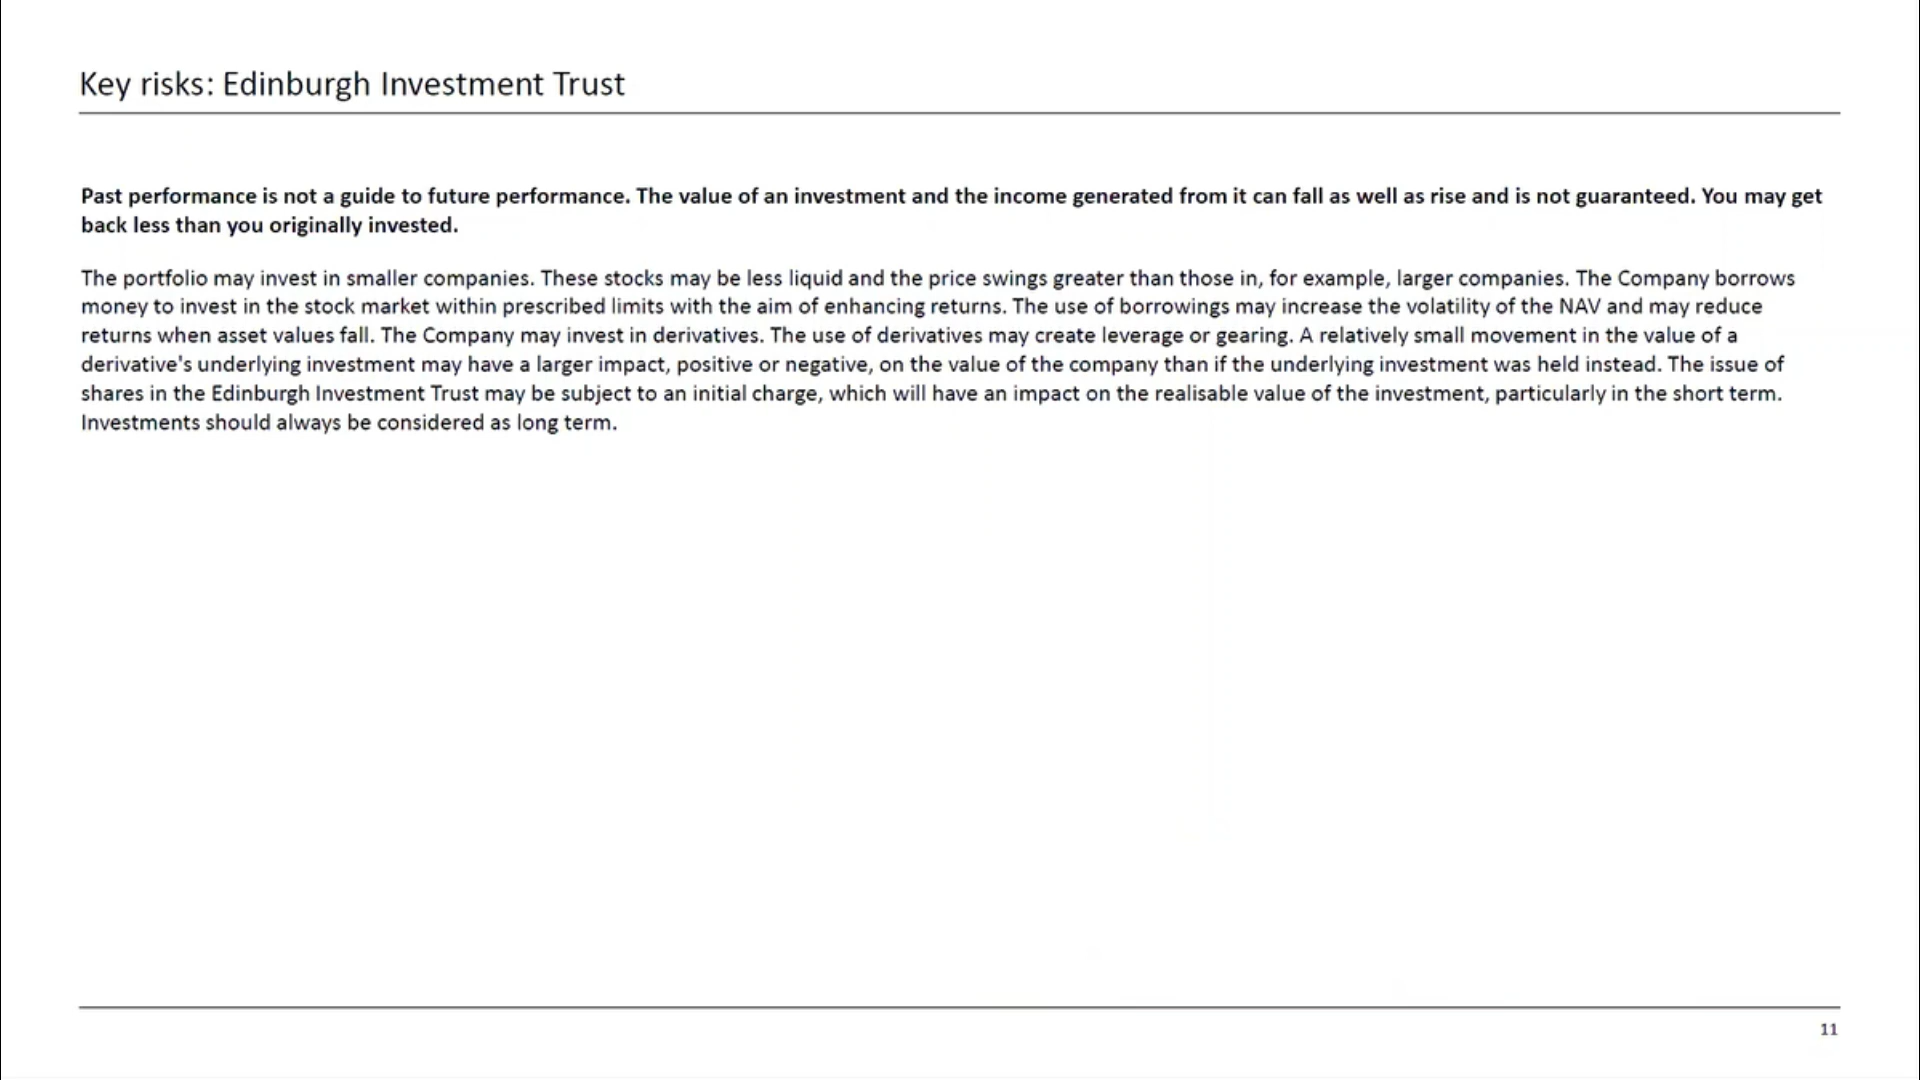 Key risks: Edinburgh Investment Trust
Past performance is not a guide to future performance. The value of an investment and the income generated from it can fall as well as rise and is not guaranteed. You may get
back less than you originally invested.
The portfolio may invest in smaller companies. These stocks may be less liquid and the price swings greater than those in, for example, larger companies. The Company borrows
money to invest in the stock market within prescribed limits with the aim of enhancing returns. The use of borrowings may increase the volatility of the NAV and may reduce
returns when asset values fall. The Company may invest in derivatives. The use of derivatives may create leverage or gearing. A relatively small movement in the value of a
derivative's underlying investment may have a larger impact, positive or negative, on the value of the company than if the underlying investment was held instead. The issue of
shares in the Edinburgh Investment Trust may be subject to an initial charge, which will have an impact on the realisable value of the investment, particularly in the short term.
Investments should always be considered as long term.
11